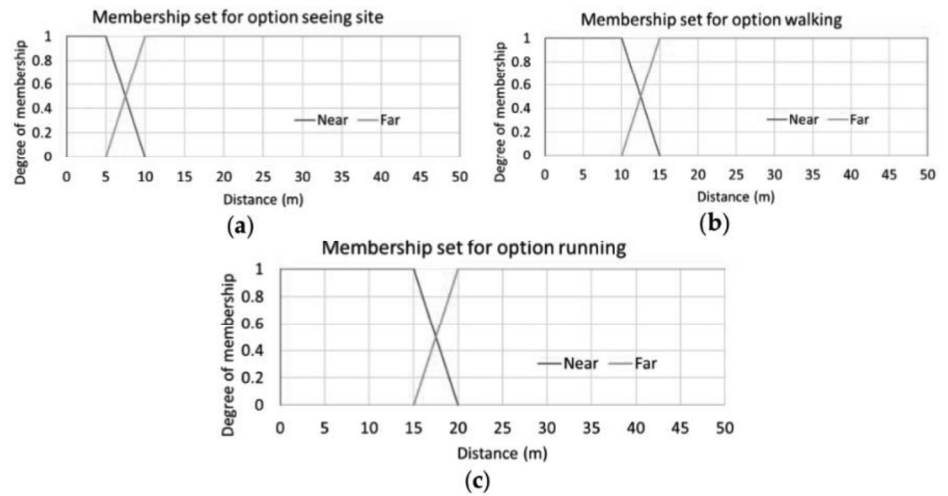 Membership set for option seeing site
Degree of membership
1
0.8
0.6
0.4
0.2
0
Near Far
0 5 10 15 20 25 30 35 40 45 50
Distance (m)
(a)
Membership set for option walking
Degree of membership
1
0.8
0.6
0.4
0.2
0
Near Far
0 5 10 15 20 25 30 35 40 45 50
Distance (m)
(b)
Membership set for option running
Degree of membership
1
0.8
0.6
0.4
0.2
0
Near Far
0 5 10 15 20 25 30 35 40 45 50
Distance (m)
(c)